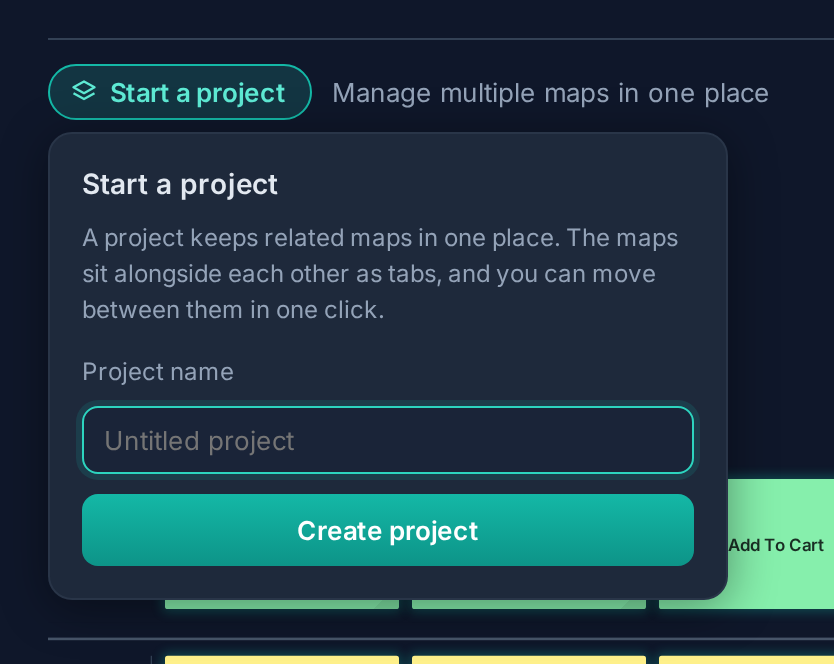 Start a project Manage multiple maps in one place
Start a project
A project keeps related maps in one place. The maps
sit alongside each other as tabs, and you can move
between them in one click.
Project name
Untitled project
Add To Cart
Create project